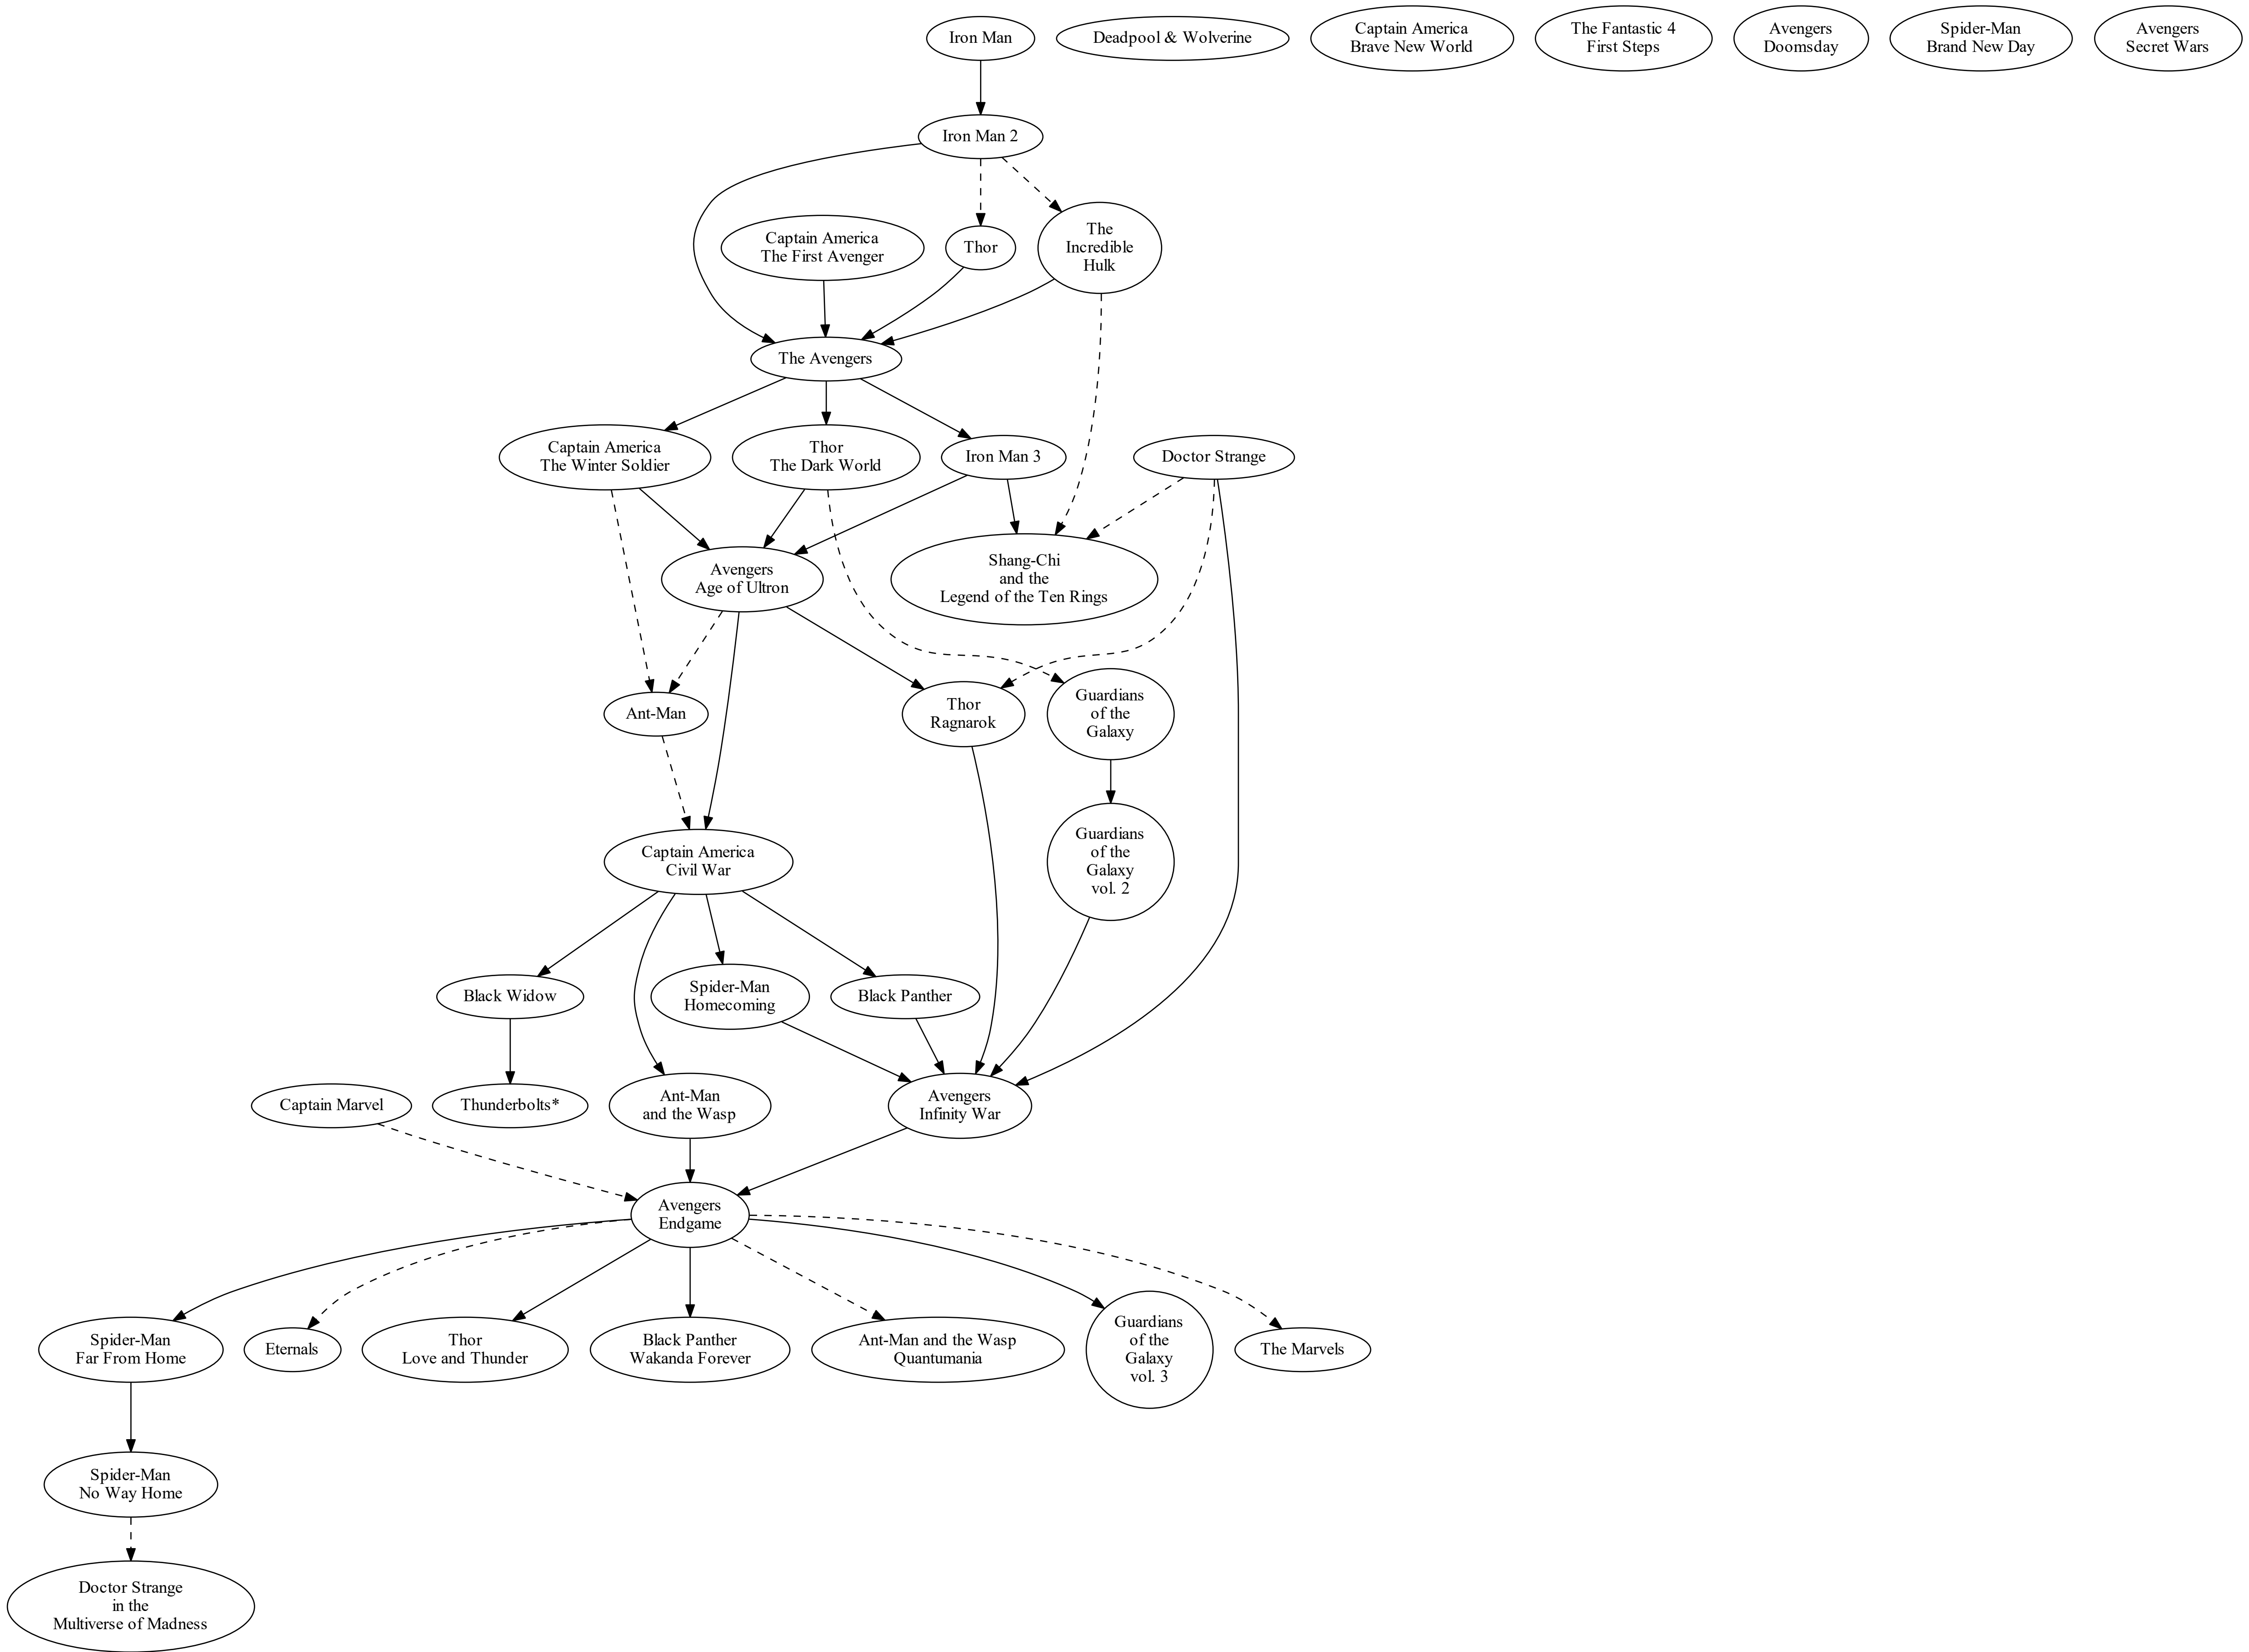 Iron Man
Deadpool & Wolverine
Captain America
Brave New World
The Fantastic 4
First Steps
Avengers
Doomsday
Spider-Man
Brand New Day
Avengers
Secret Wars
Iron Man 2
Captain America
The First Avenger
Thor
The
Incredible
Hulk
The Avengers
Captain America
The Winter Soldier
Thor
The Dark World
Iron Man 3
Doctor Strange
Avengers
Age of Ultron
Shang-Chi
and the
Legend of the Ten Rings
Ant-Man
Thor
Ragnarok
Guardians
of the
Galaxy
Captain America
Civil War
Guardians
of the
Galaxy
vol. 2
Black Widow
Spider-Man
Homecoming
Black Panther
Captain Marvel
Thunderbolts*
Ant-Man
and the Wasp
Avengers
Infinity War
Avengers
Endgame
Spider-Man
Far From Home
Eternals
Thor
Love and Thunder
Black Panther
Wakanda Forever
Ant-Man and the Wasp
Quantumania
Guardians
of the
Galaxy
vol. 3
The Marvels
Spider-Man
No Way Home
Doctor Strange
in the
Multiverse of Madness